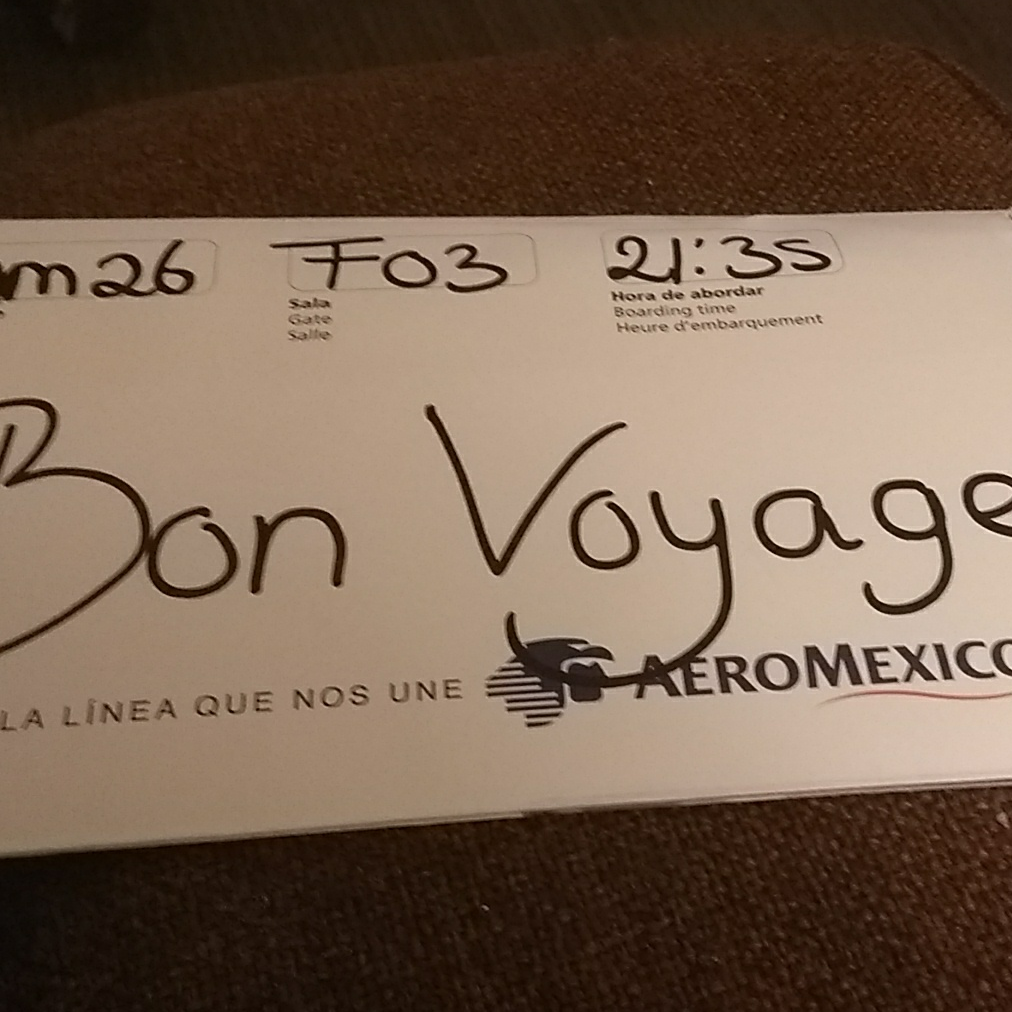 m26 F03 21:35
Sala Hora de abordar
Gate Boarding time
Salle Heure d'embarquement
Bon Voyage
LA LÍNEA QUE NOS UNE AEROMEXICO